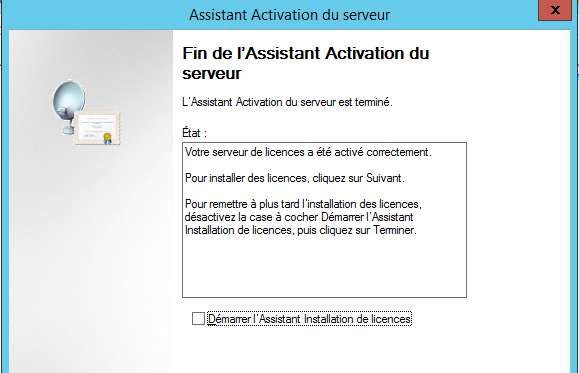 Assistant Activation du serveur
x
Fin de l'Assistant Activation du
serveur
L'Assistant Activation du serveur est terminé.
État :
Votre serveur de licences a été activé correctement.
Pour installer des licences, cliquez sur Suivant.
Pour remettre à plus tard l'installation des licences,
désactivez la case à cocher Démarrer l'Assistant
Installation de licences, puis cliquez sur Terminer.
Démarrer l'Assistant Installation de licences